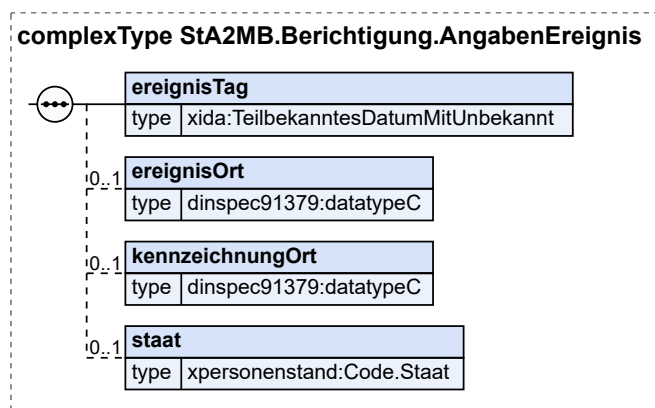 complexType StA2MB.Berichtigung.AngabenEreignis
ereignisTag
type xida:TeilbekanntesDatumMitUnbekannt
0..1 ereignisOrt
type dinspec91379:datatypeC
0..1 kennzeichnungOrt
type dinspec91379:datatypeC
0..1 staat
type xpersonenstand:Code.Staat